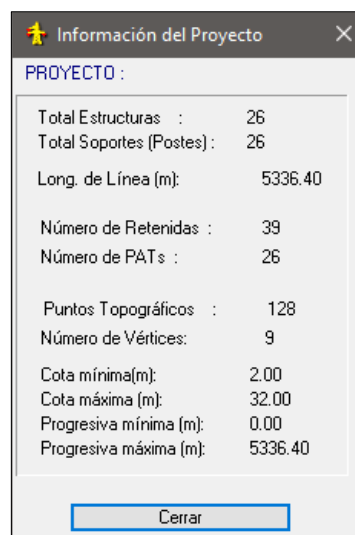 Información del Proyecto
PROYECTO :
Total Estructuras : 26
Total Soportes (Postes) : 26
Long. de Línea (m): 5336.40
Número de Retenidas : 39
Número de PATs : 26
Puntos Topográficos : 128
Número de Vértices: 9
Cota mínima(m): 2.00
Cota máxima (m): 32.00
Progresiva mínima (m): 0.00
Progresiva máxima (m): 5336.40
Cerrar